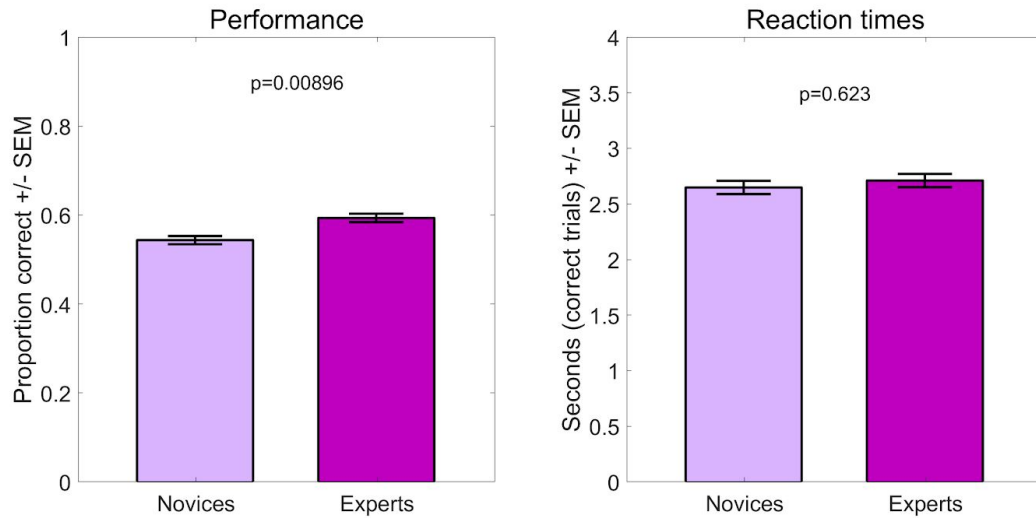 Performance
Proportion correct +/- SEM
1
0.8
0.6
0.4
0.2
0
p=0.00896
Novices
Experts
Reaction times
Seconds (correct trials) +/- SEM
4
3.5
3
2.5
2
1.5
1
0.5
0
p=0.623
Novices
Experts